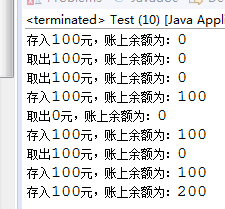 <terminated> Test (10) [Java Appli
存入100元，账上余额为：0
取出100元，账上余额为：0
取出100元，账上余额为：0
存入100元，账上余额为：100
取出0元，账上余额为：0
存入100元，账上余额为：100
取出100元，账上余额为：0
存入100元，账上余额为：100
存入100元，账上余额为：200